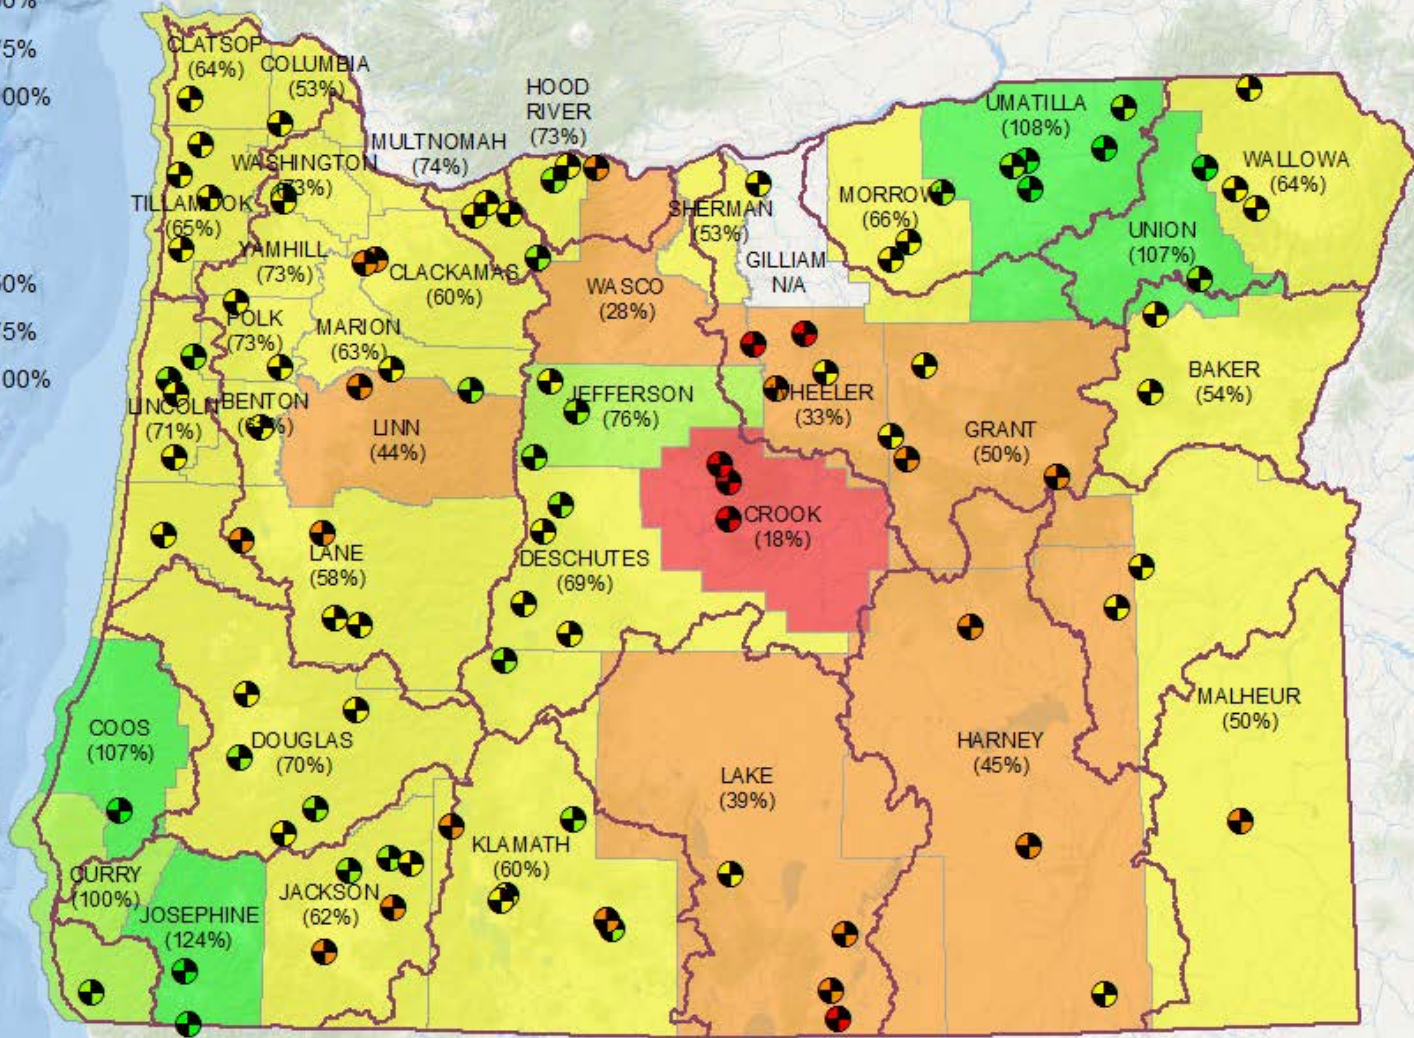 5%
00%
0%
75%
00%
CLATSOP
(64%)
COLUMBIA
(53%)
HOOD
RIVER
(73%)
MULTNOMAH
(74%)
WASHINGTON
(73%)
TILLAMOOK
(65%)
YAMHILL
(73%)
CLACKAMAS
(60%)
SHERMAN
(53%)
GILLIAM
N/A
MORROW
(66%)
UMATILLA
(108%)
WALLOWA
(64%)
UNION
(107%)
WASCO
(28%)
POLK
(73%)
MARION
(63%)
LINCOLN
(71%)
BENTON
LINN
(44%)
JEFFERSON
(76%)
WHEELER
(33%)
GRANT
(50%)
BAKER
(54%)
CROOK
(18%)
LANE
(58%)
DESCHUTES
(69%)
COOS
(107%)
DOUGLAS
(70%)
LAKE
(39%)
HARNEY
(45%)
MALHEUR
(50%)
CURRY
(100%)
JOSEPHINE
(124%)
JACKSON
(62%)
KLAMATH
(60%)